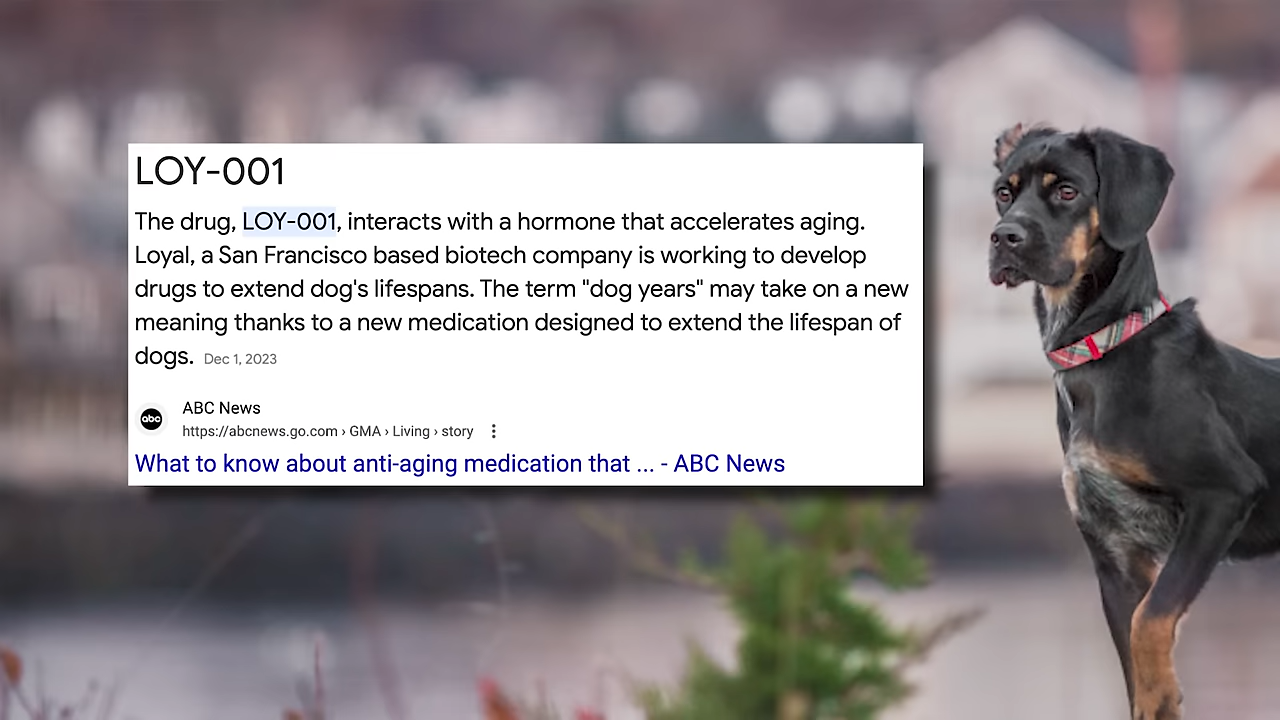 LOY-001
The drug, LOY-001, interacts with a hormone that accelerates aging.
Loyal, a San Francisco based biotech company is working to develop
drugs to extend dog's lifespans. The term "dog years" may take on a new
meaning thanks to a new medication designed to extend the lifespan of
dogs. Dec 1, 2023
abc ABC News
https://abcnews.go.com › GMA › Living › story
What to know about anti-aging medication that ... - ABC News